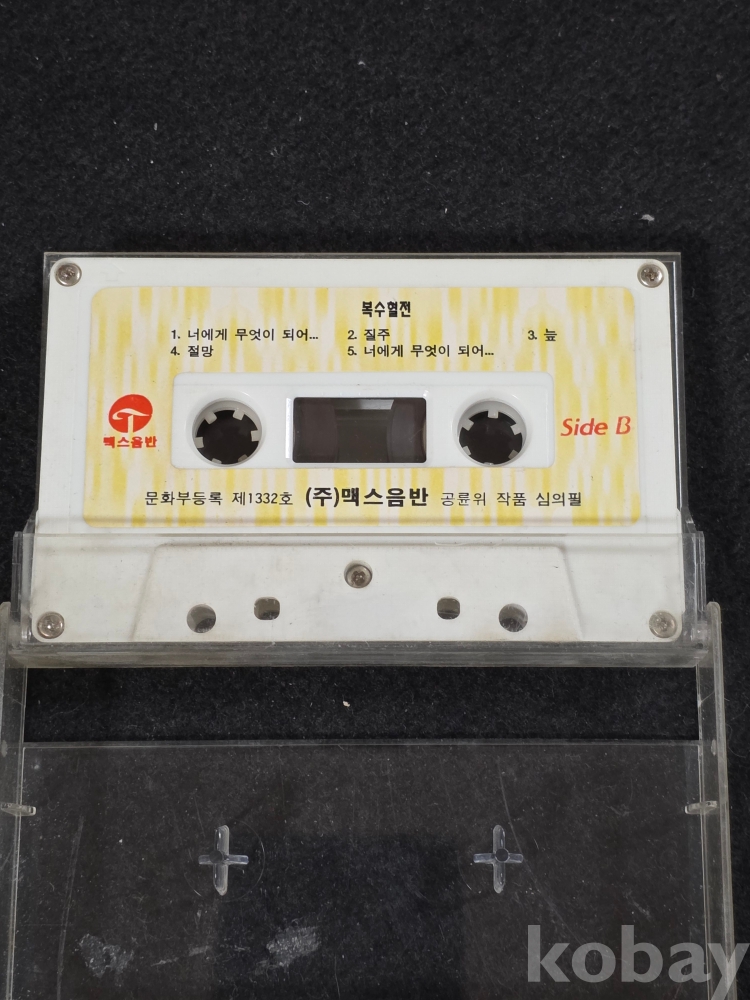 복수혈전
1. 너에게 무엇이 되어... 2. 질주 3. 늪
4. 절망 5. 너에게 무엇이 되어...
맥스음반
Side B
문화부등록 제1332호 (주)맥스음반 공륜위 작품 심의필
kobay